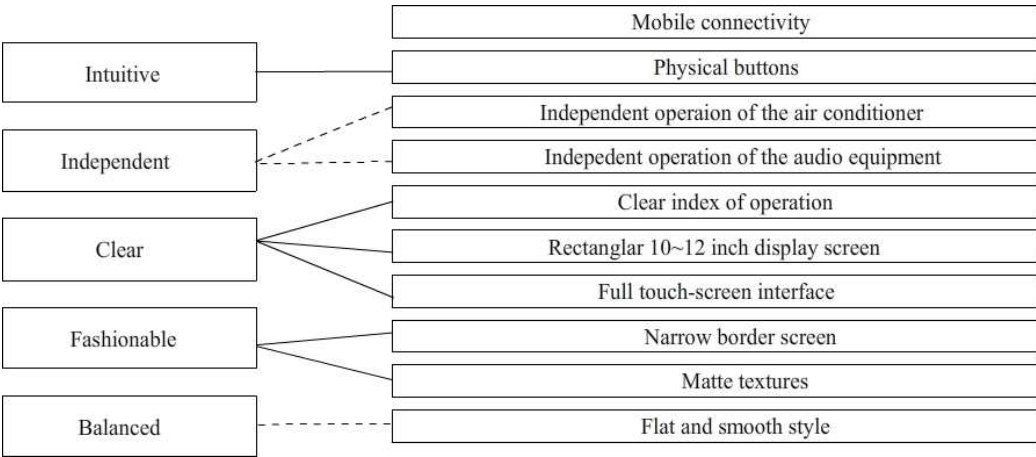 Mobile connectivity
Intuitive
Physical buttons
Independent operaion of the air conditioner
Independent
Indepedent operation of the audio equipment
Clear index of operation
Clear
Rectanglar 10~12 inch display screen
Full touch-screen interface
Fashionable
Narrow border screen
Matte textures
Balanced
Flat and smooth style